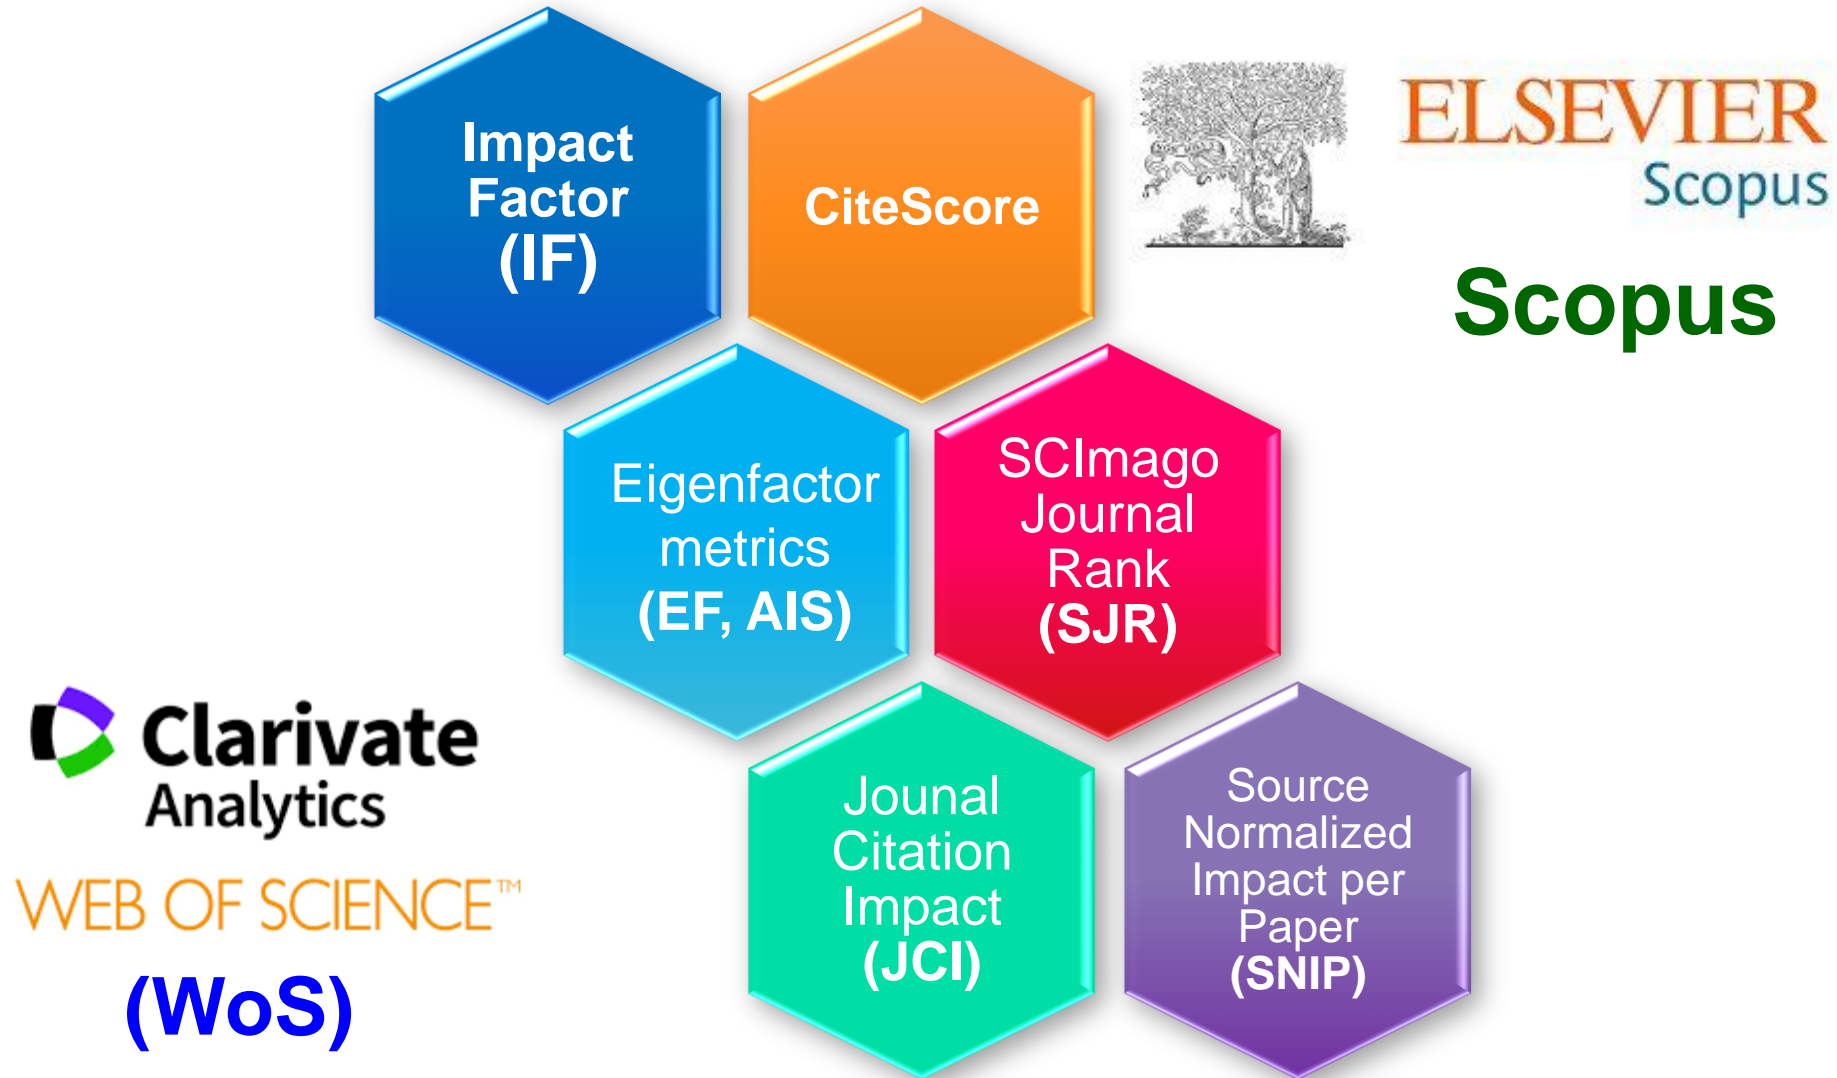 Impact
Factor
(IF)
CiteScore
ELSEVIER
Scopus
Scopus
Eigenfactor
metrics
(EF, AIS)
SCImago
Journal
Rank
(SJR)
Clarivate
Analytics
WEB OF SCIENCE™
(WoS)
Jounal
Citation
Impact
(JCI)
Source
Normalized
Impact per
Paper
(SNIP)